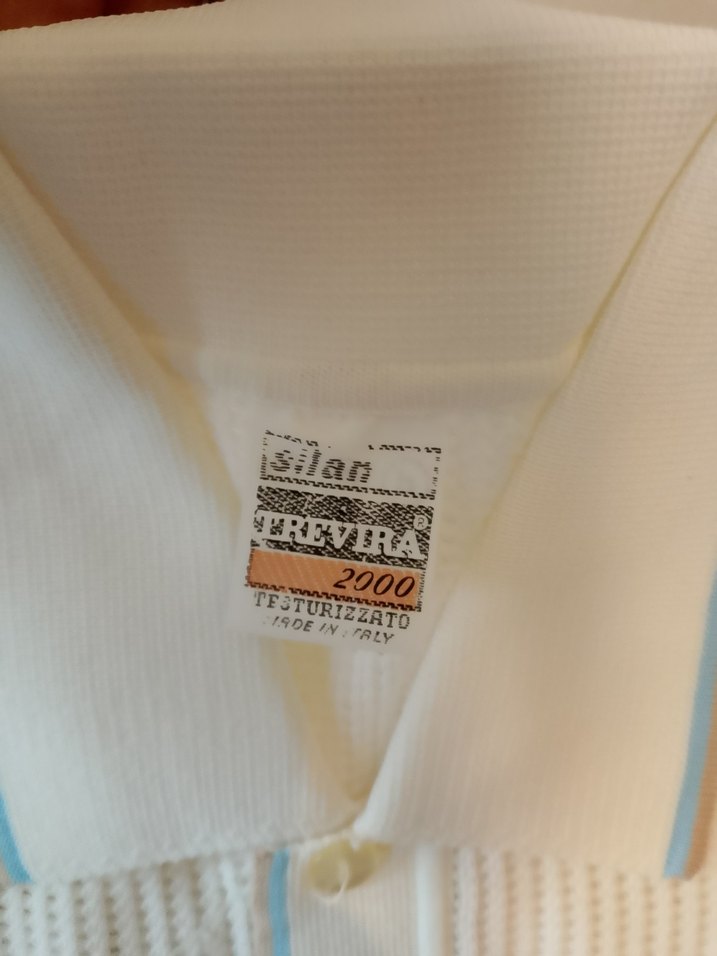 silan
TREVIRA®
2000
TESTURIZZATO
MADE IN ITALY